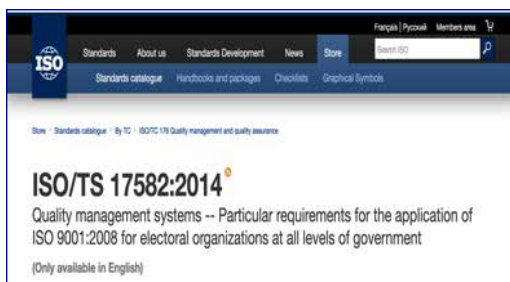 Français | Русский Members area
ISO
Standards About us Standards Development News Store Search ISO
Standards catalogue Handbooks and packages Checklists Graphical Symbols
Store Standards catalogue By TC ISO/TC 176 Quality management and quality assurance
ISO/TS 17582:2014
Quality management systems -- Particular requirements for the application of
ISO 9001:2008 for electoral organizations at all levels of government
(Only available in English)